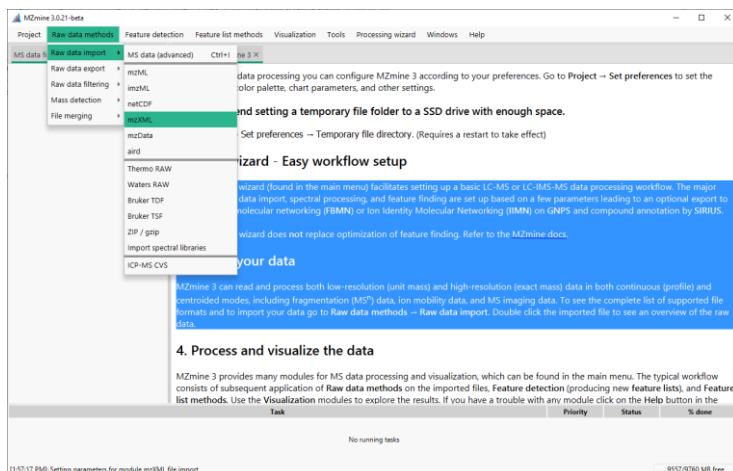 MZmine 3.0.21-beta
Project Raw data methods Feature detection Feature list methods Visualization Tools Processing wizard Windows Help
MS data Raw data import MS data (advanced) Ctrl+I ne 3 ×
Raw data export
Raw data filtering
Mass detection
File merging
mzML
imzML
netCDF
mzXML
mzData
aird
Thermo RAW
Waters RAW
Bruker TDF
Bruker TSF
ZIP / gzip
Import spectral libraries
ICP-MS CVS
data processing you can configure MZmine 3 according to your preferences. Go to Project → Set preferences to set the
olor palette, chart parameters, and other settings.
end setting a temporary file folder to a SSD drive with enough space.
Set preferences → Temporary file directory. (Requires a restart to take effect)
izard - Easy workflow setup
wizard (found in the main menu) facilitates setting up a basic LC-MS or LC-IMS-MS data processing workflow. The major
data import, spectral processing, and feature finding are set up based on a few parameters leading to an optional export to
olecular networking (FBMN) or Ion Identity Molecular Networking (IIMN) on GNPS and compound annotation by SIRIUS.
wizard does not replace optimization of feature finding. Refer to the MZmine docs.
your data
MZmine 3 can read and process both low-resolution (unit mass) and high-resolution (exact mass) data in both continuous (profile) and
centroided modes, including fragmentation (MSⁿ) data, ion mobility data, and MS imaging data. To see the complete list of supported file
formats and to import your data go to Raw data methods → Raw data import. Double click the imported file to see an overview of the raw
data.
4. Process and visualize the data
MZmine 3 provides many modules for MS data processing and visualization, which can be found in the main menu. The typical workflow
consists of subsequent application of Raw data methods on the imported files, Feature detection (producing new feature lists), and Feature
list methods. Use the Visualization modules to explore the results. If you have a trouble with any module click on the Help button in the
Task Priority Status % done
No running tasks
[1:57:17 PM]: Setting parameters for module mzXML file import 9557/9760 MB free